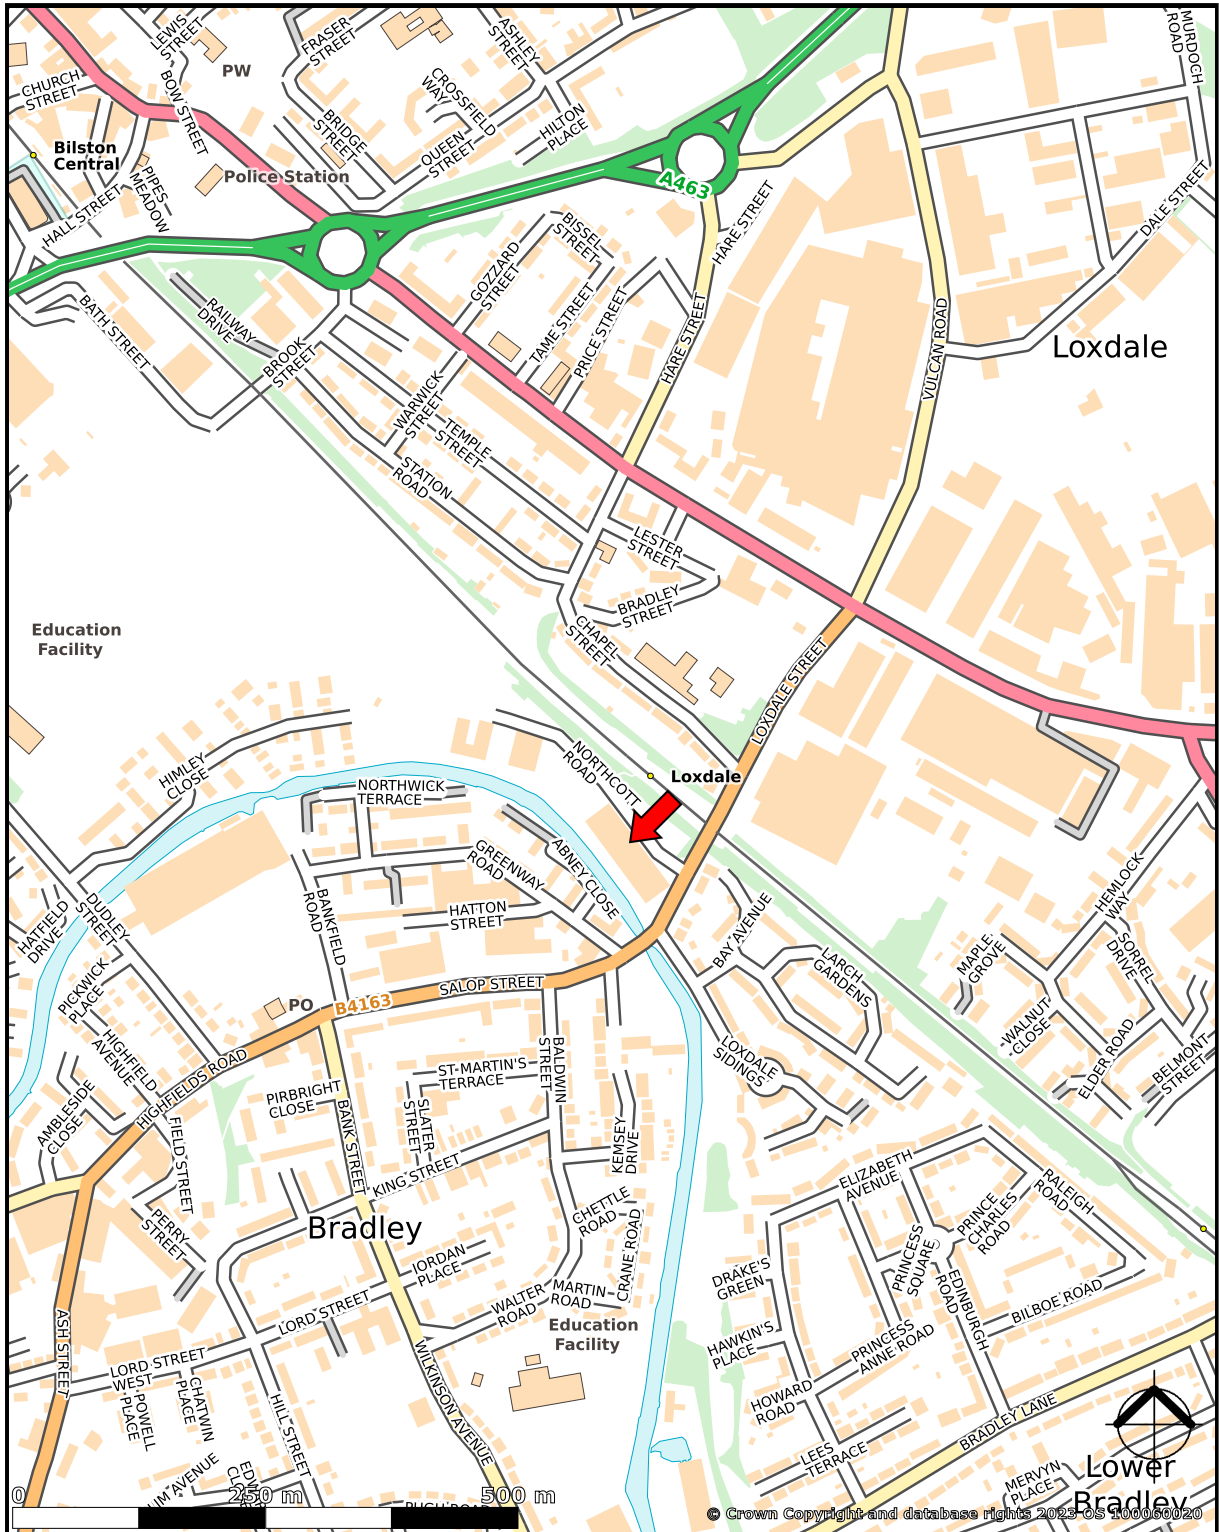 LEWIS
STREET
FRASER
STREET
ASHLEY
STREET
MURDOCH
ROAD
PW
CHURCH
STREET
BOW STREET
CROSSFIELD
WAY
BRIDGE
STREET
QUEEN
STREET
HILTON
PLACE
Bilston
Central
Police Station
PIPES
MEADOW
HALL STREET
A463
HARE STREET
DALE STREET
BISSEL
STREET
GOZZARD
STREET
BATH STREET
RAILWAY
DRIVE
BROOK
STREET
TAME STREET
PRICE STREET
HARE STREET
VULCAN ROAD
Loxdale
WARWICK
STREET
TEMPLE
STREET
STATION
ROAD
LESTER
STREET
BRADLEY
STREET
Education
Facility
CHAPEL
STREET
LOXDALE STREET
HIMLEY
CLOSE
NORTHCOTT
ROAD
Loxdale
NORTHWICK
TERRACE
GREENWAY
ROAD
ABNEY CLOSE
HATTON
STREET
BANKFIELD
ROAD
DUDLEY
STREET
HATFIELD
DRIVE
PICKWICK
PLACE
HEMLOCK
WAY
BAY AVENUE
MAPLE
GROVE
SORREL
DRIVE
LARCH
GARDENS
SALOP STREET
PO
B4163
WALNUT
CLOSE
ELDER ROAD
BELMONT
STREET
HIGHFIELD
AVENUE
HIGHFIELDS ROAD
LOXDALE
SIDINGS
BALDWIN
STREET
ST MARTIN'S
TERRACE
AMBLESIDE
CLOSE
PIRBRIGHT
CLOSE
BANK STREET
SLATER
STREET
FIELD STREET
KEMSEY
DRIVE
KING STREET
ELIZABETH
AVENUE
RALEIGH
ROAD
PERRY
STREET
Bradley
CHETTLE
ROAD
CRANE ROAD
PRINCE
CHARLES
ROAD
PRINCESS
SQUARE
EDINBURGH
ROAD
BILBOE ROAD
DRAKE'S
GREEN
JORDAN
PLACE
WALTER
ROAD
MARTIN
ROAD
LORD STREET
ASH STREET
Education
Facility
HAWKIN'S
PLACE
PRINCESS
ANNE ROAD
LORD STREET
WEST
POWELL
PLACE
CHATWIN
PLACE
HILL STREET
WILKINSON AVENUE
HOWARD
ROAD
BRADLEY LANE
LEES
TERRACE
MERVYN
PLACE
Lower
Bradley
UM AVENUE
0
250 m
500 m
© Crown Copyright and database rights 2023 OS 100060020